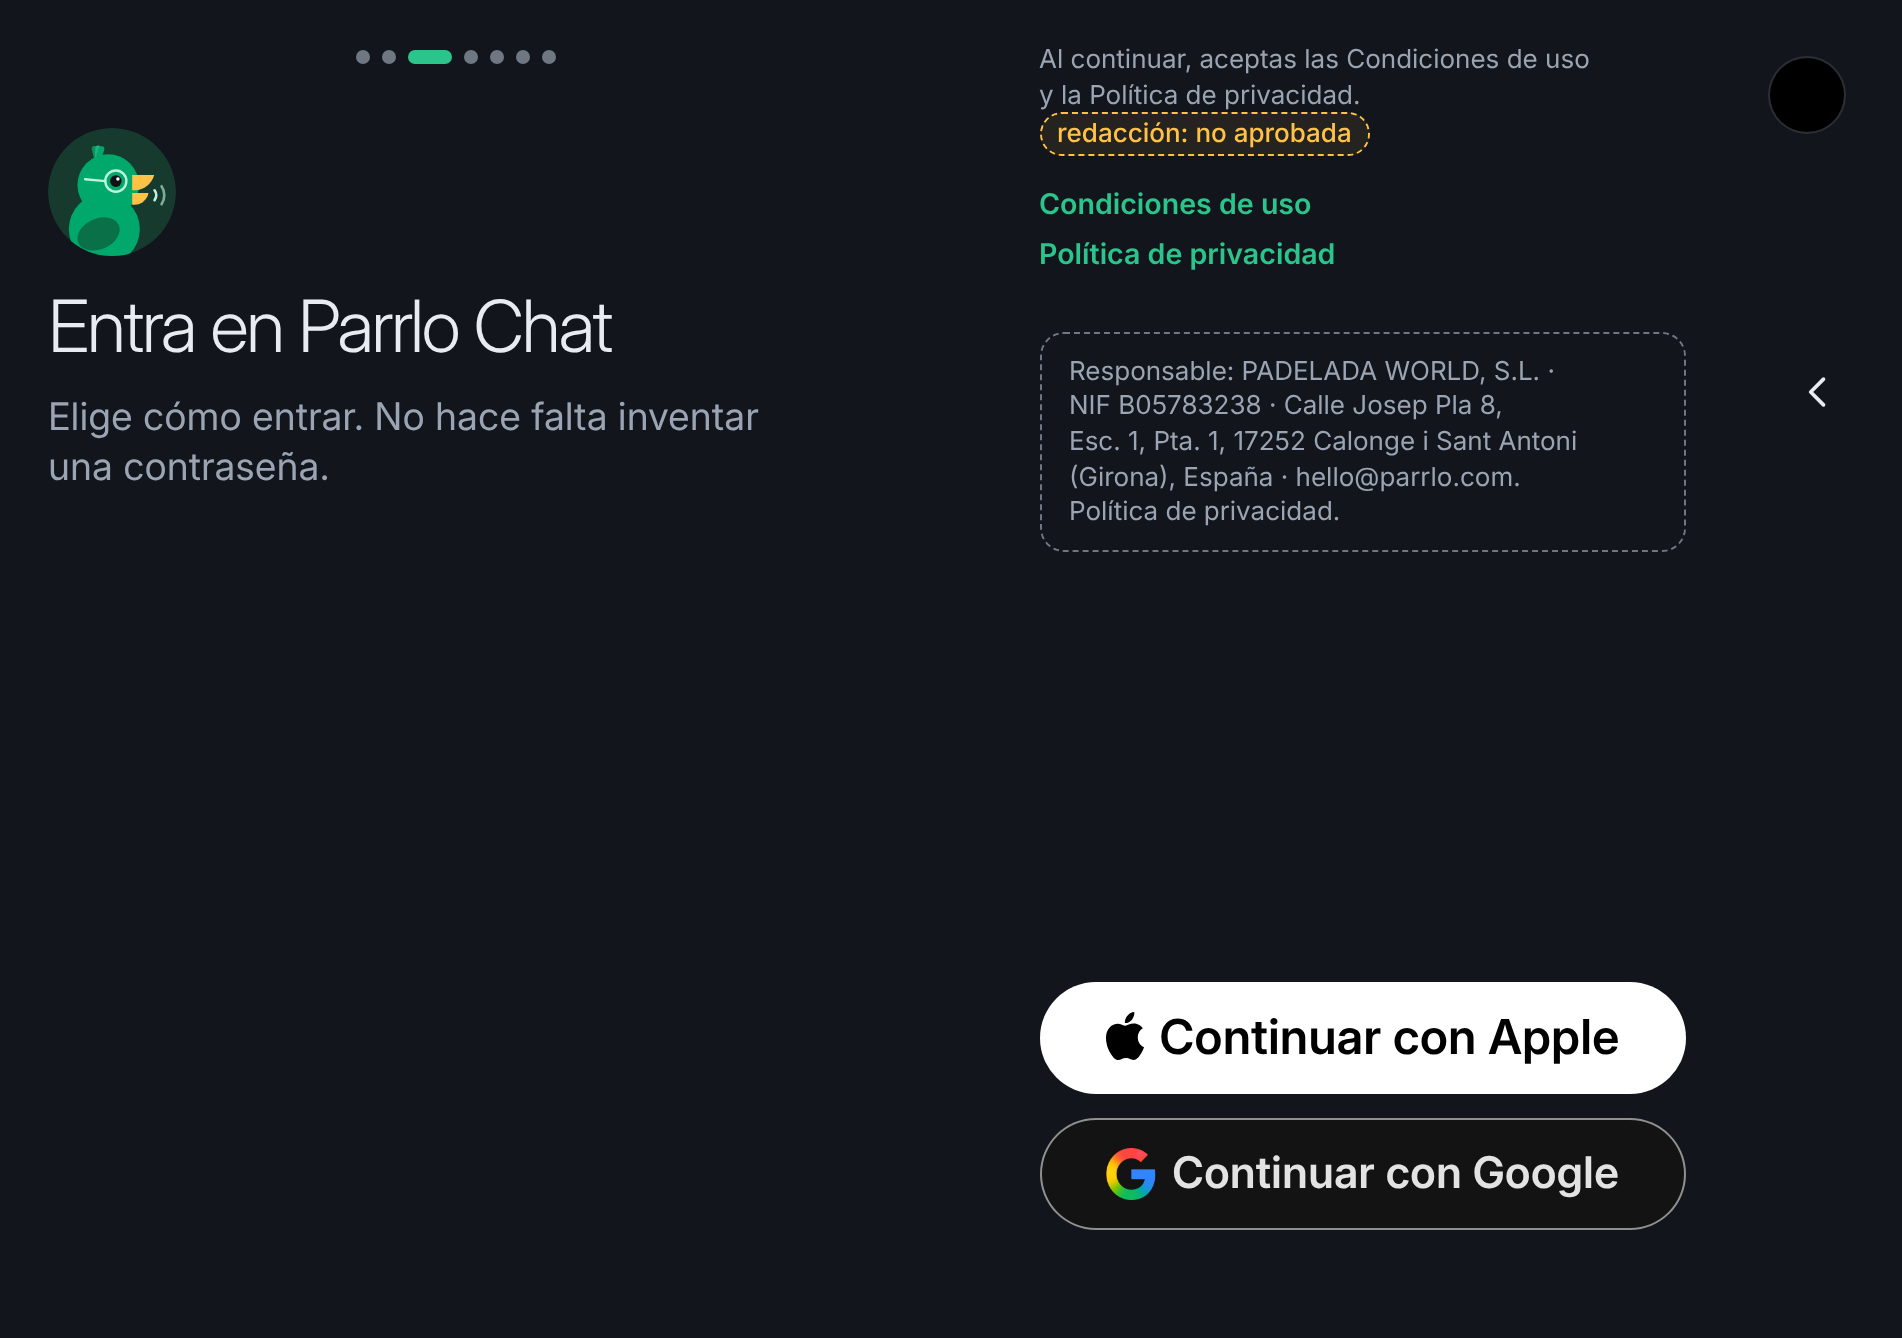 Entra en Parrlo Chat
Elige cómo entrar. No hace falta inventar
una contraseña.
Al continuar, aceptas las Condiciones de uso
y la Política de privacidad.
redacción: no aprobada
Condiciones de uso
Política de privacidad
Responsable: PADELADA WORLD, S.L. ·
NIF B05783238 · Calle Josep Pla 8,
Esc. 1, Pta. 1, 17252 Calonge i Sant Antoni
(Girona), España · hello@parrlo.com.
Política de privacidad.
Continuar con Apple
Continuar con Google